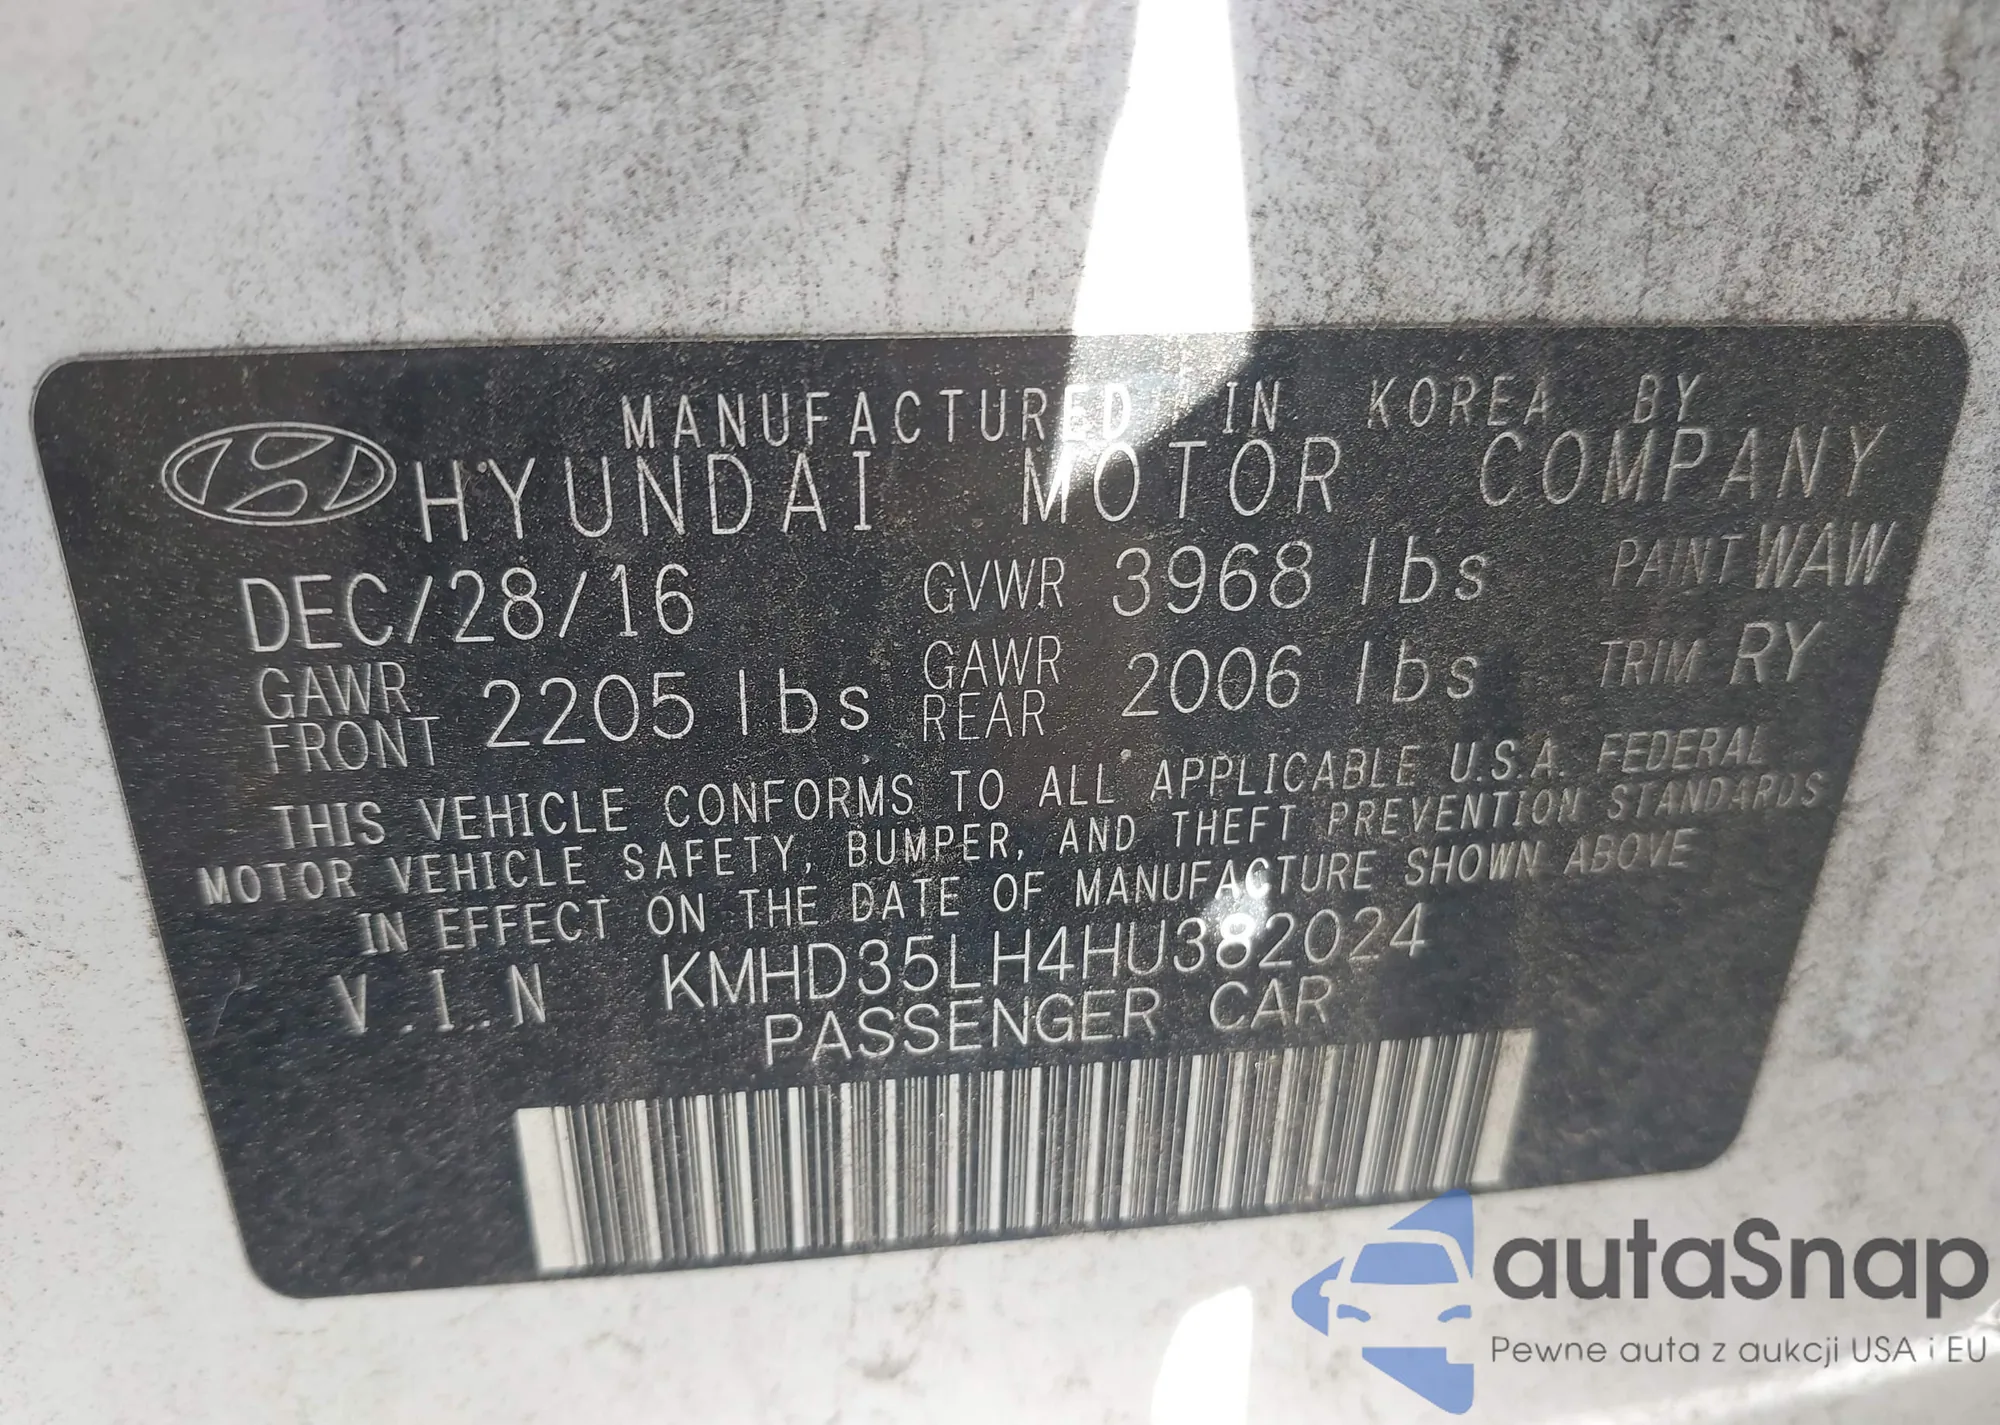 MANUFACTURED IN KOREA BY
HYUNDAI MOTOR COMPANY
DEC/28/16 GVWR 3968 lbs PAINT WAW
GAWR FRONT 2205 lbs GAWR REAR 2006 lbs TRIM RY
THIS VEHICLE CONFORMS TO ALL APPLICABLE U.S.A. FEDERAL
MOTOR VEHICLE SAFETY, BUMPER, AND THEFT PREVENTION STANDARDS
IN EFFECT ON THE DATE OF MANUFACTURE SHOWN ABOVE
V.I.N KMHD35LH4HU382024
PASSENGER CAR
autaSnap
Pewne auta z aukcji USA i EU